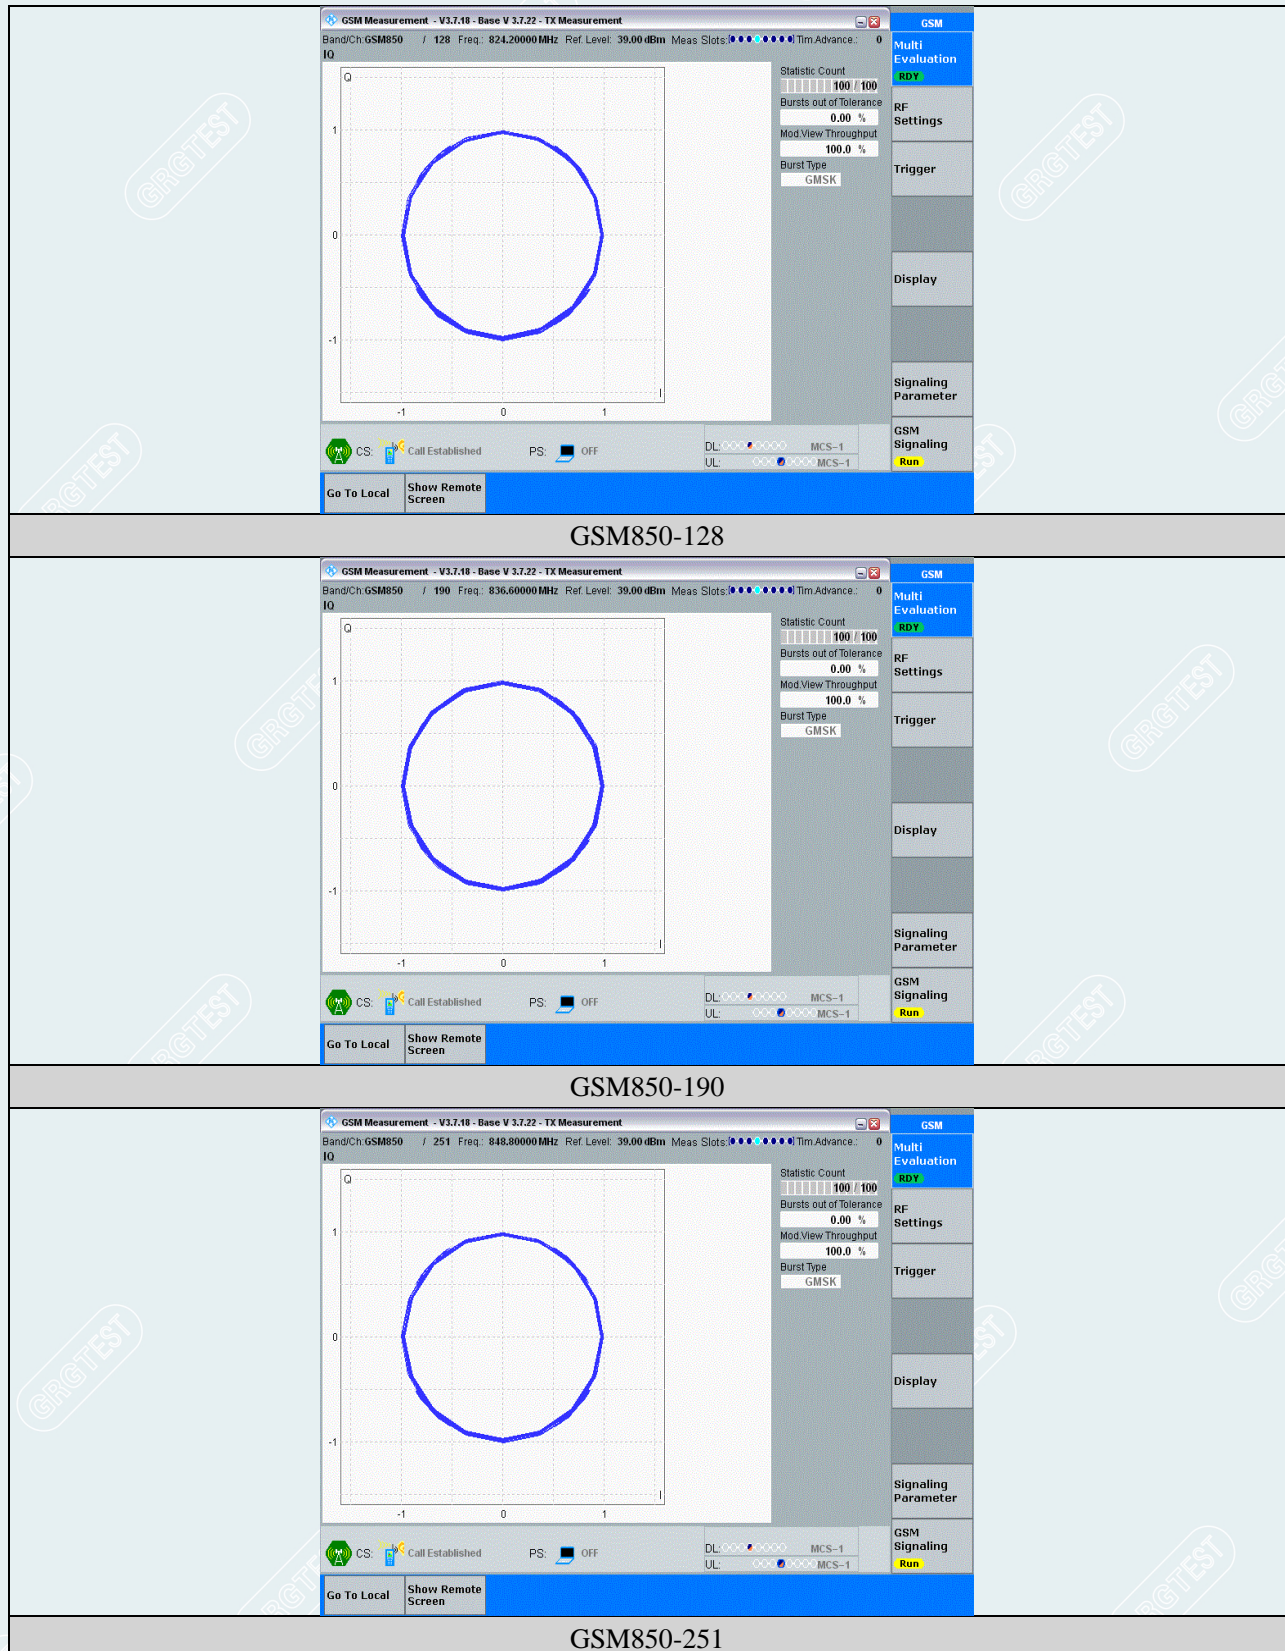 GSM Measurement - V3.7.18 - Base V 3.7.22 - TX Measurement
GSM
Band/Ch:GSM850 / 128 Freq.: 824.20000 MHz Ref. Level: 39.00 dBm Meas Slots: Tim.Advance.: 0
IQ
Multi Evaluation
RDY
RF Settings
Trigger
Display
Signaling Parameter
GSM Signaling
Run
Statistic Count
100 / 100
Bursts out of Tolerance
0.00 %
Mod.View Throughput
100.0 %
Burst Type
GMSK
Q
1
0
-1
I
-1 0 1
CS: Call Established PS: OFF
DL: MCS-1
UL: MCS-1
Go To Local
Show Remote Screen
GSM850-128
GSM Measurement - V3.7.18 - Base V 3.7.22 - TX Measurement
GSM
Band/Ch:GSM850 / 190 Freq.: 836.60000 MHz Ref. Level: 39.00 dBm Meas Slots: Tim.Advance.: 0
IQ
Multi Evaluation
RDY
RF Settings
Trigger
Display
Signaling Parameter
GSM Signaling
Run
Statistic Count
100 / 100
Bursts out of Tolerance
0.00 %
Mod.View Throughput
100.0 %
Burst Type
GMSK
Q
1
0
-1
I
-1 0 1
CS: Call Established PS: OFF
DL: MCS-1
UL: MCS-1
Go To Local
Show Remote Screen
GSM850-190
GSM Measurement - V3.7.18 - Base V 3.7.22 - TX Measurement
GSM
Band/Ch:GSM850 / 251 Freq.: 848.80000 MHz Ref. Level: 39.00 dBm Meas Slots: Tim.Advance.: 0
IQ
Multi Evaluation
RDY
RF Settings
Trigger
Display
Signaling Parameter
GSM Signaling
Run
Statistic Count
100 / 100
Bursts out of Tolerance
0.00 %
Mod.View Throughput
100.0 %
Burst Type
GMSK
Q
1
0
-1
I
-1 0 1
CS: Call Established PS: OFF
DL: MCS-1
UL: MCS-1
Go To Local
Show Remote Screen
GSM850-251
GRGTEST